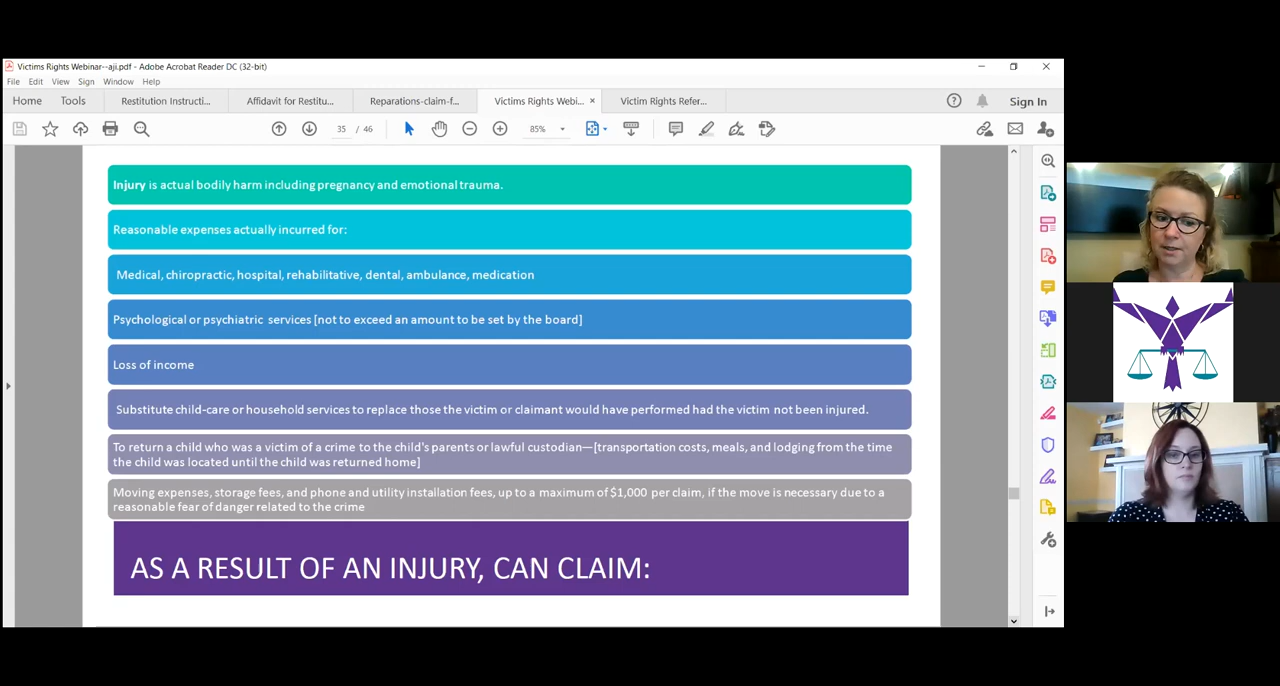 Victims Rights Webinar--aji.pdf - Adobe Acrobat Reader DC (32-bit)
File Edit View Sign Window Help
Home Tools Restitution Instructi... Affidavit for Restitu... Reparations-claim-f... Victims Rights Webi... × Victim Rights Refer... Sign In
35 / 46 85%
Injury is actual bodily harm including pregnancy and emotional trauma.
Reasonable expenses actually incurred for:
Medical, chiropractic, hospital, rehabilitative, dental, ambulance, medication
Psychological or psychiatric services [not to exceed an amount to be set by the board]
Loss of income
Substitute child-care or household services to replace those the victim or claimant would have performed had the victim not been injured.
To return a child who was a victim of a crime to the child's parents or lawful custodian—[transportation costs, meals, and lodging from the time
the child was located until the child was returned home]
Moving expenses, storage fees, and phone and utility installation fees, up to a maximum of $1,000 per claim, if the move is necessary due to a
reasonable fear of danger related to the crime
AS A RESULT OF AN INJURY, CAN CLAIM: